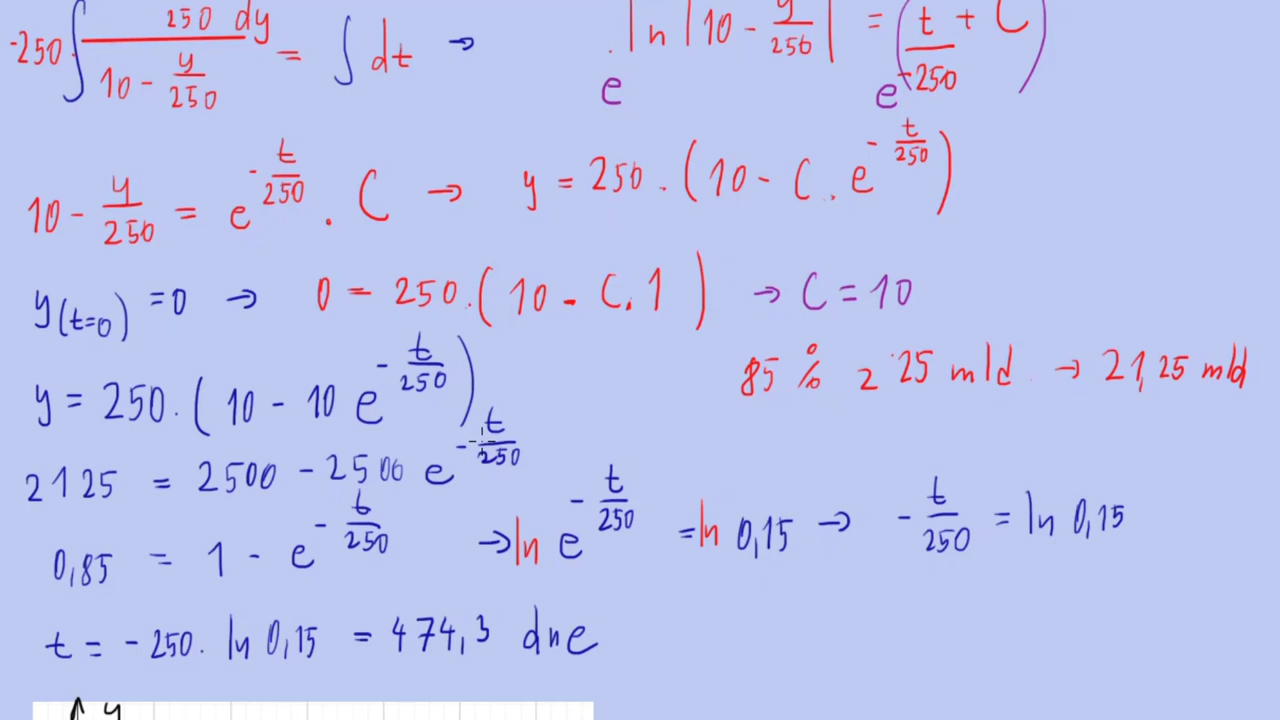 -250 ∫ 250 dy / (10 - y/250) = ∫ dt → . ln |10 - y/250| = (t/-250 + C)
e e
10 - y/250 = e^(-t/250) . C → y = 250 . (10 - C . e^(-t/250))
y(t=0) = 0 → 0 = 250 . (10 - C . 1) → C = 10
85 % z 25 mld → 21,25 mld
y = 250 . (10 - 10 e^(-t/250))
2125 = 2500 - 2500 e^(-t/250)
0,85 = 1 - e^(-t/250) → ln e^(-t/250) = ln 0,15 → -t/250 = ln 0,15
t = -250 . ln 0,15 = 474,3 dne
y